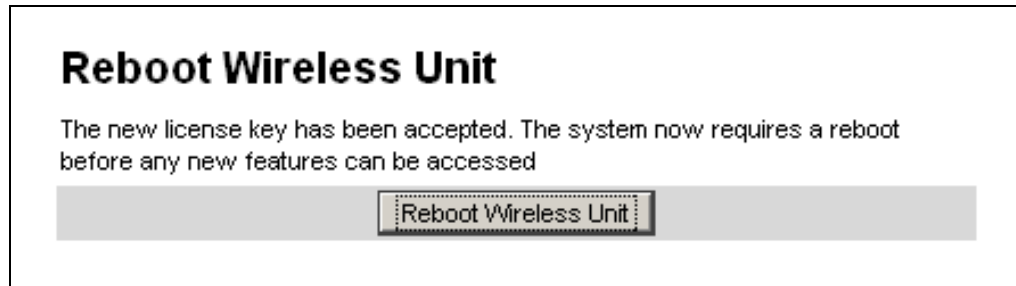 Reboot Wireless Unit
The new license key has been accepted. The system now requires a reboot
before any new features can be accessed
Reboot Wireless Unit